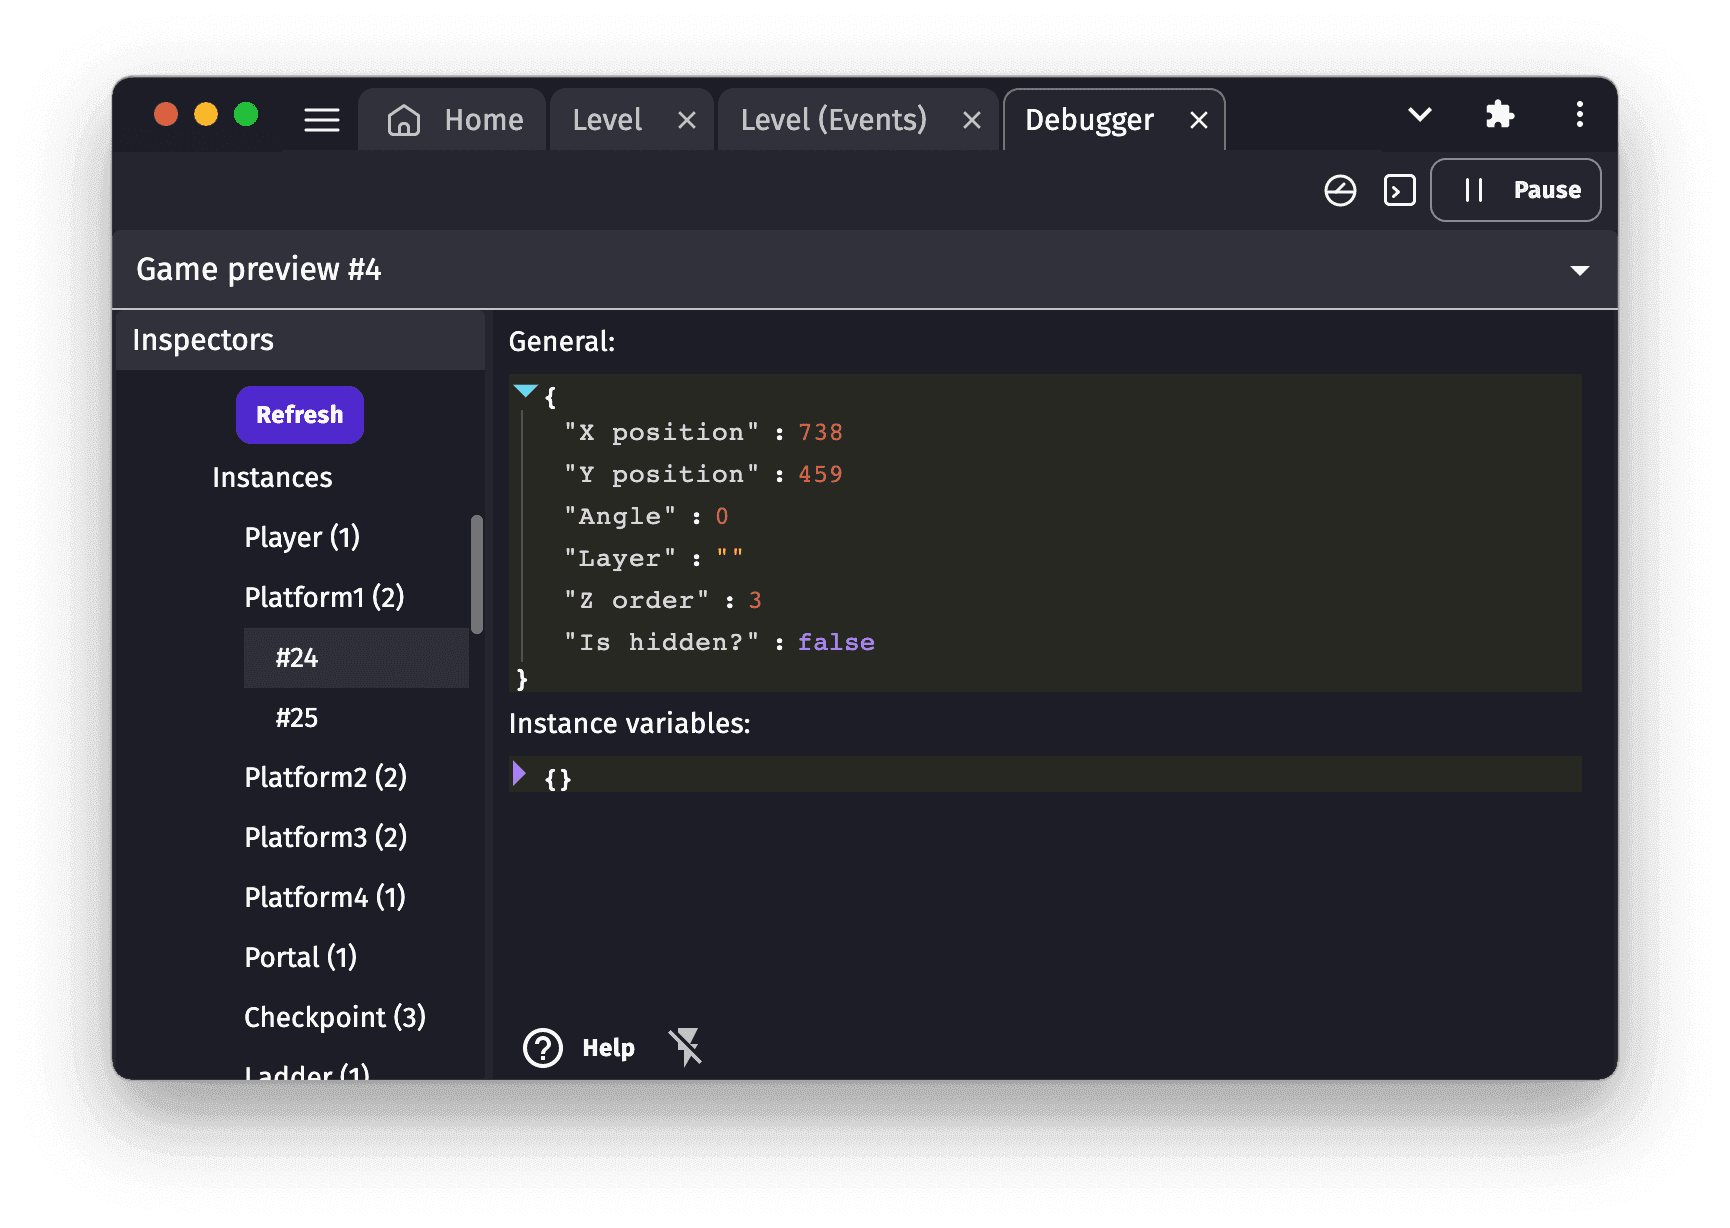 Home
Level
Level (Events)
Debugger
Pause
Game preview #4
Inspectors
Refresh
Instances
Player (1)
Platform1 (2)
#24
#25
Platform2 (2)
Platform3 (2)
Platform4 (1)
Portal (1)
Checkpoint (3)
Ladder (1)
General:
{
"X position" : 738
"Y position" : 459
"Angle" : 0
"Layer" : ""
"Z order" : 3
"Is hidden?" : false
}
Instance variables:
{}
Help